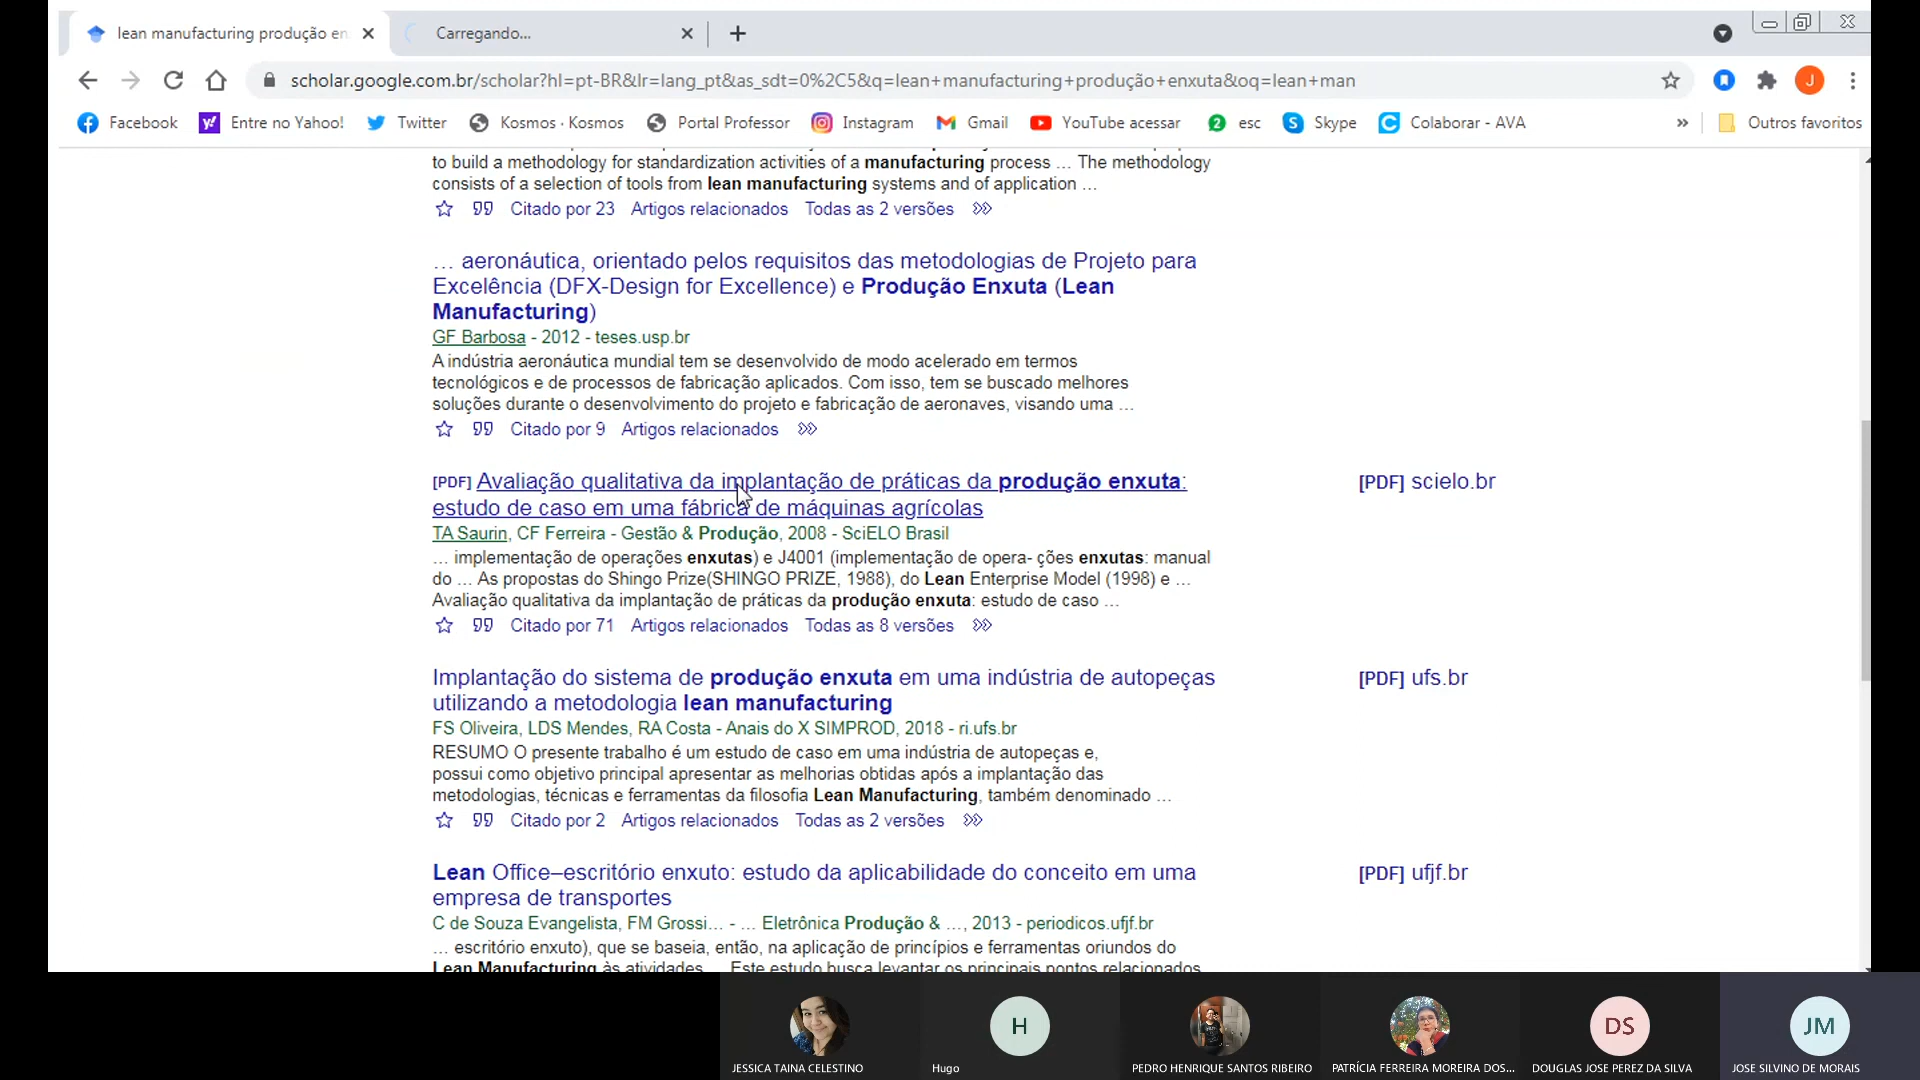 lean manufacturing produção en
Carregando...
scholar.google.com.br/scholar?hl=pt-BR&lr=lang_pt&as_sdt=0%2C5&q=lean+manufacturing+produção+enxuta&oq=lean+man
J
Facebook Entre no Yahoo! Twitter Kosmos · Kosmos Portal Professor Instagram Gmail YouTube acessar 2 esc Skype Colaborar - AVA » Outros favoritos
to build a methodology for standardization activities of a manufacturing process … The methodology
consists of a selection of tools from lean manufacturing systems and of application …
Citado por 23 Artigos relacionados Todas as 2 versões
… aeronáutica, orientado pelos requisitos das metodologias de Projeto para
Excelência (DFX-Design for Excellence) e Produção Enxuta (Lean
Manufacturing)
GF Barbosa - 2012 - teses.usp.br
A indústria aeronáutica mundial tem se desenvolvido de modo acelerado em termos
tecnológicos e de processos de fabricação aplicados. Com isso, tem se buscado melhores
soluções durante o desenvolvimento do projeto e fabricação de aeronaves, visando uma …
Citado por 9 Artigos relacionados
[PDF] Avaliação qualitativa da implantação de práticas da produção enxuta:
estudo de caso em uma fábrica de máquinas agrícolas
[PDF] scielo.br
TA Saurin, CF Ferreira - Gestão & Produção, 2008 - SciELO Brasil
… implementação de operações enxutas) e J4001 (implementação de opera- ções enxutas: manual
do … As propostas do Shingo Prize(SHINGO PRIZE, 1988), do Lean Enterprise Model (1998) e …
Avaliação qualitativa da implantação de práticas da produção enxuta: estudo de caso …
Citado por 71 Artigos relacionados Todas as 8 versões
Implantação do sistema de produção enxuta em uma indústria de autopeças
utilizando a metodologia lean manufacturing
[PDF] ufs.br
FS Oliveira, LDS Mendes, RA Costa - Anais do X SIMPROD, 2018 - ri.ufs.br
RESUMO O presente trabalho é um estudo de caso em uma indústria de autopeças e,
possui como objetivo principal apresentar as melhorias obtidas após a implantação das
metodologias, técnicas e ferramentas da filosofia Lean Manufacturing, também denominado …
Citado por 2 Artigos relacionados Todas as 2 versões
Lean Office–escritório enxuto: estudo da aplicabilidade do conceito em uma
empresa de transportes
[PDF] ufjf.br
C de Souza Evangelista, FM Grossi… - … Eletrônica Produção & …, 2013 - periodicos.ufjf.br
… escritório enxuto), que se baseia, então, na aplicação de princípios e ferramentas oriundos do
Lean Manufacturing às atividades … Este estudo busca levantar os principais pontos relacionados
H DS JM
JESSICA TAINA CELESTINO Hugo PEDRO HENRIQUE SANTOS RIBEIRO PATRÍCIA FERREIRA MOREIRA DOS... DOUGLAS JOSE PEREZ DA SILVA JOSE SILVINO DE MORAIS